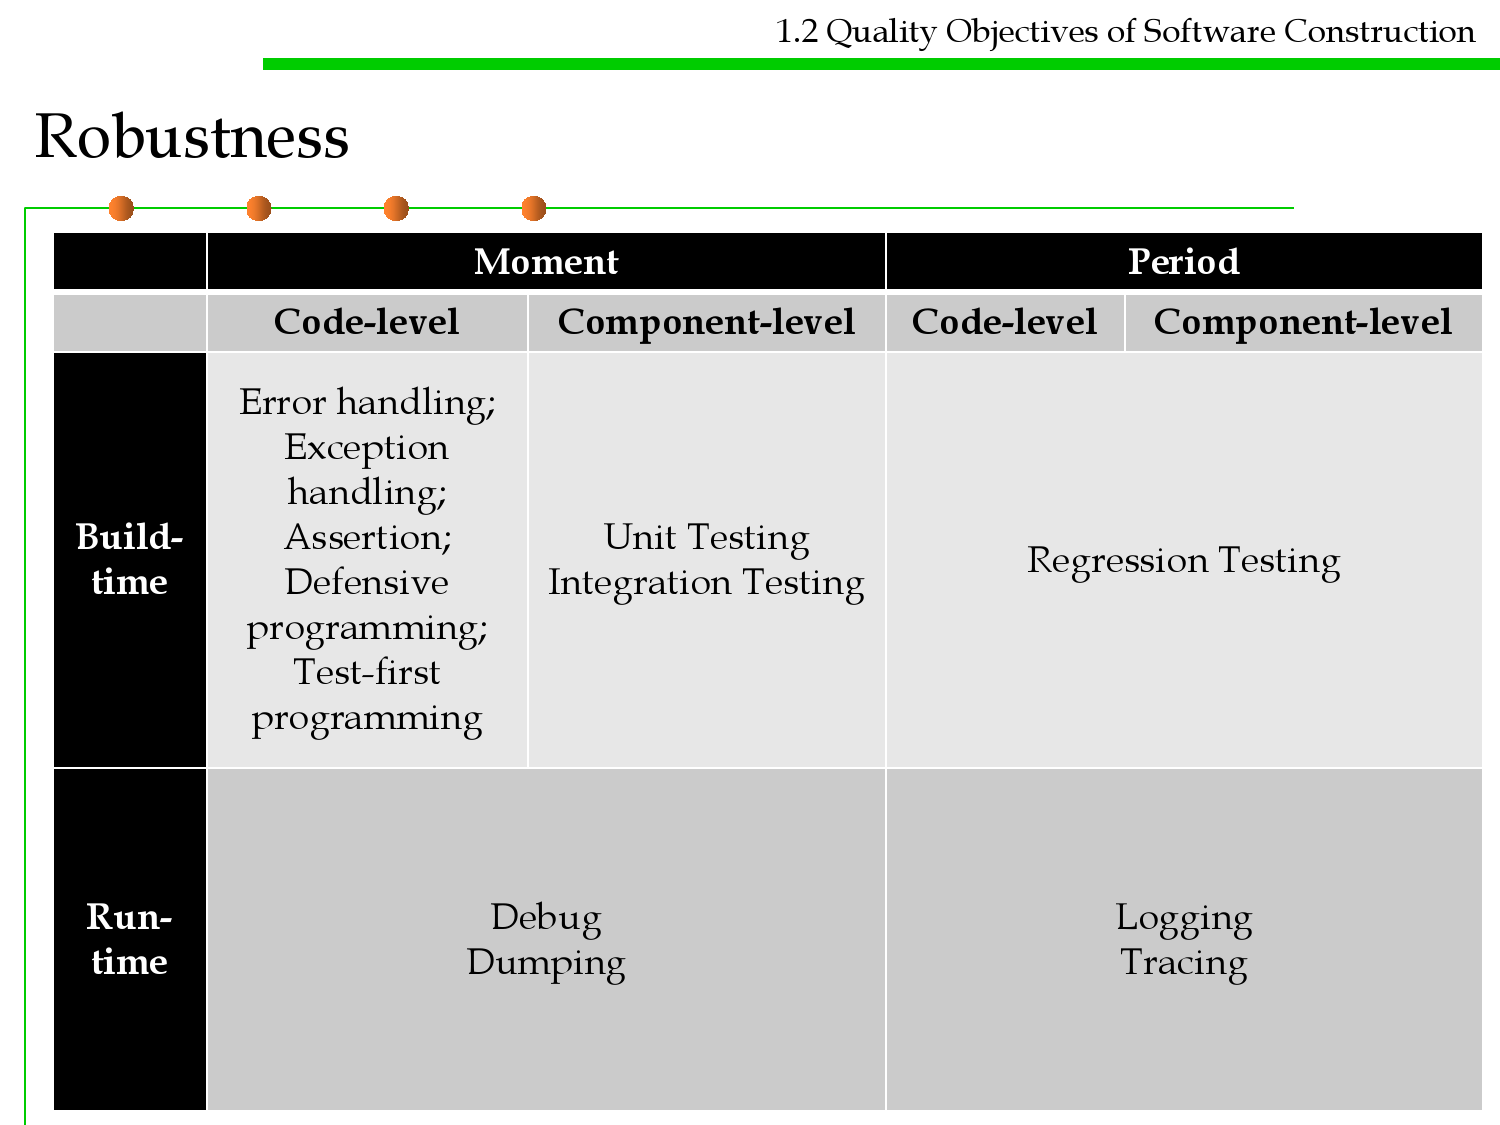 1.2 Quality Objectives of Software Construction
Robustness
Moment
Period
Code-level
Component-level
Code-level
Component-level
Build-
time
Error handling;
Exception
handling;
Assertion;
Defensive
programming;
Test-first
programming
Unit Testing
Integration Testing
Regression Testing
Run-
time
Debug
Dumping
Logging
Tracing